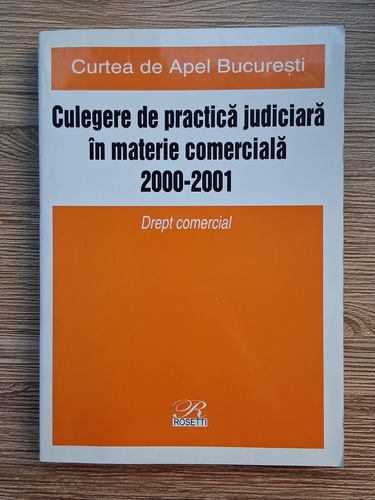 Curtea de Apel București
Culegere de practică judiciară
în materie comercială
2000-2001
Drept comercial
R
ROSETTI